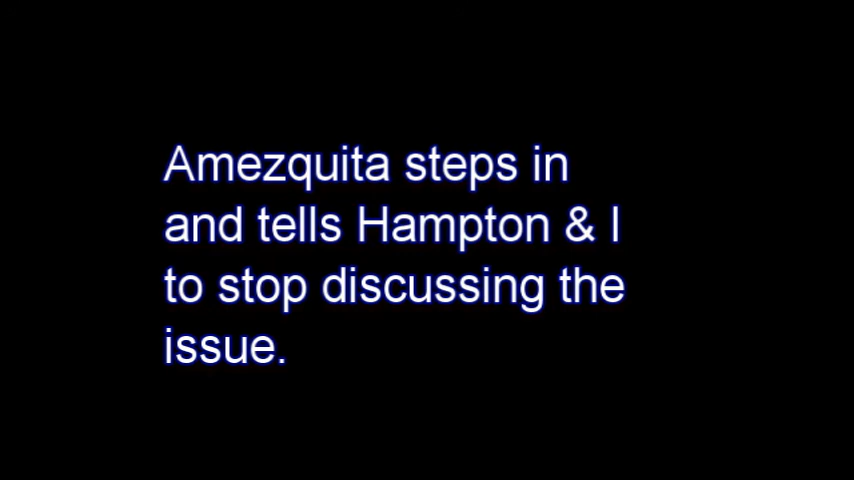 Amezquita steps in
and tells Hampton & I
to stop discussing the
issue.